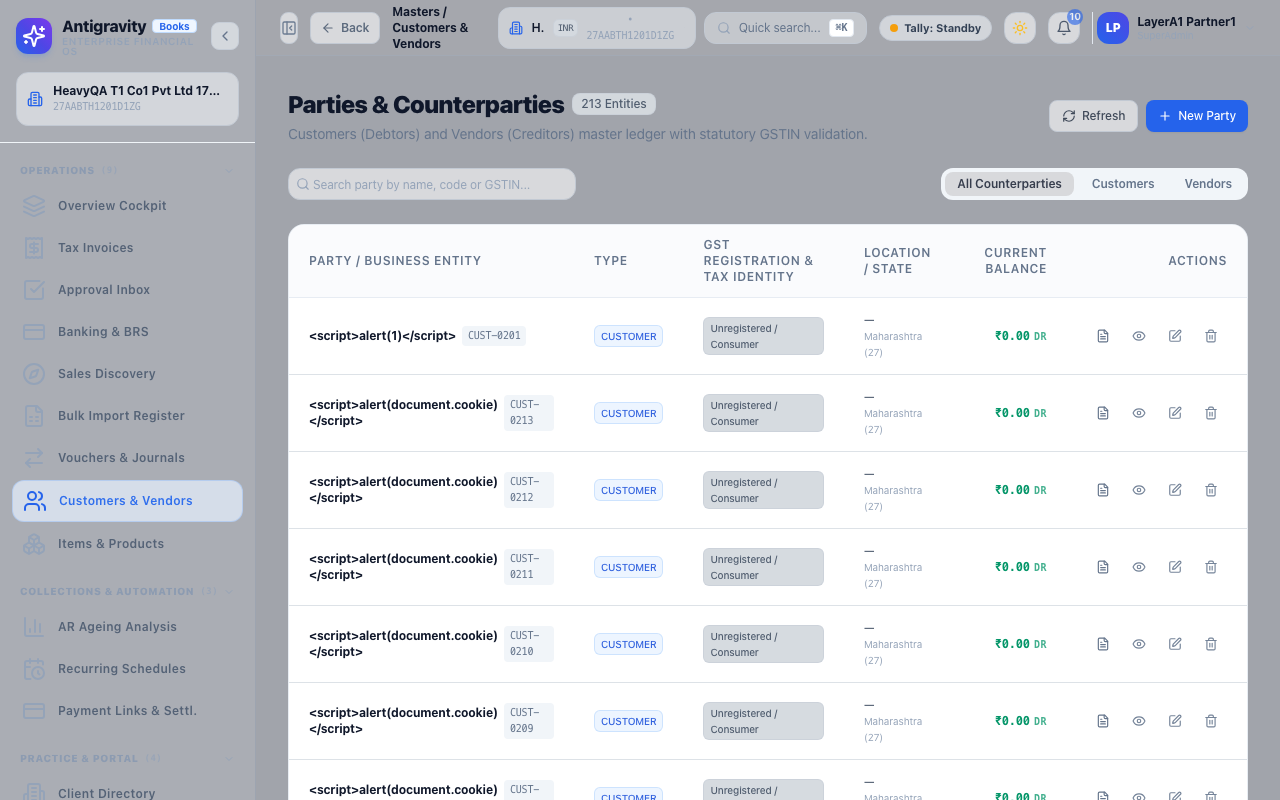 Antigravity Books
ENTERPRISE FINANCIAL OS
HeavyQA T1 Co1 Pvt Ltd 17...
27AABTH1201D1ZG
OPERATIONS (9)
Overview Cockpit
Tax Invoices
Approval Inbox
Banking & BRS
Sales Discovery
Bulk Import Register
Vouchers & Journals
Customers & Vendors
Items & Products
COLLECTIONS & AUTOMATION (7)
AR Ageing Analysis
Recurring Schedules
Payment Links & Settl.
PRACTICE & PORTAL (4)
Client Directory
Back
Masters /
Customers &
Vendors
H. INR 27AABTH1201D1ZG
Quick search... ⌘K
Tally: Standby
10
LP
LayerA1 Partner1
Parties & Counterparties 213 Entities
Customers (Debtors) and Vendors (Creditors) master ledger with statutory GSTIN validation.
Refresh
+ New Party
Search party by name, code or GSTIN...
All Counterparties Customers Vendors
PARTY / BUSINESS ENTITY
TYPE
GST
REGISTRATION &
TAX IDENTITY
LOCATION
/ STATE
CURRENT
BALANCE
ACTIONS
<script>alert(1)</script> CUST-0201
CUSTOMER
Unregistered /
Consumer
—
Maharashtra
(27)
₹0.00 DR
<script>alert(document.cookie)
</script>
CUST-
0213
CUSTOMER
Unregistered /
Consumer
—
Maharashtra
(27)
₹0.00 DR
<script>alert(document.cookie)
</script>
CUST-
0212
CUSTOMER
Unregistered /
Consumer
—
Maharashtra
(27)
₹0.00 DR
<script>alert(document.cookie)
</script>
CUST-
0211
CUSTOMER
Unregistered /
Consumer
—
Maharashtra
(27)
₹0.00 DR
<script>alert(document.cookie)
</script>
CUST-
0210
CUSTOMER
Unregistered /
Consumer
—
Maharashtra
(27)
₹0.00 DR
<script>alert(document.cookie)
</script>
CUST-
0209
CUSTOMER
Unregistered /
Consumer
—
Maharashtra
(27)
₹0.00 DR
<script>alert(document.cookie)
CUST-
CUSTOMER
Unregistered /
—
Maharashtra
₹0.00 DR